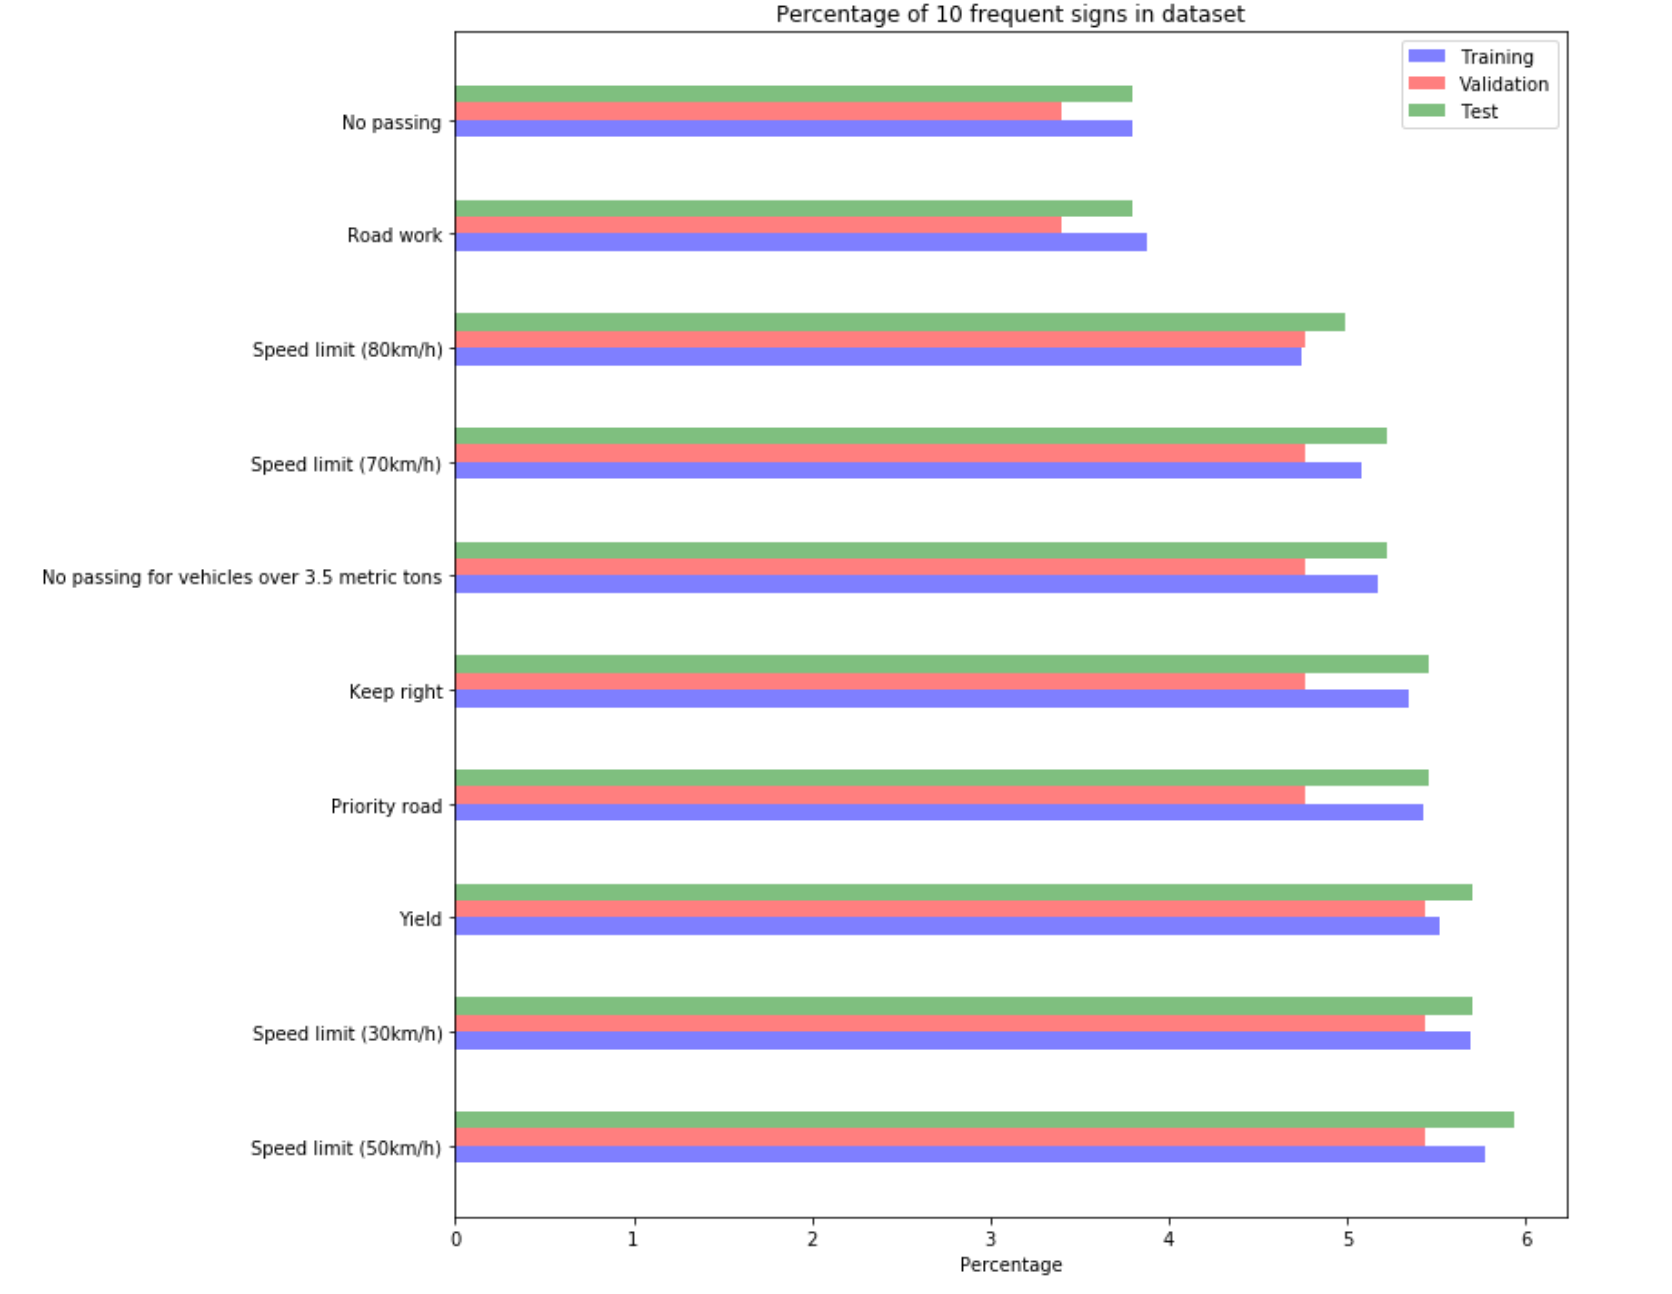 Percentage of 10 frequent signs in dataset
Training
Validation
Test
No passing
Road work
Speed limit (80km/h)
Speed limit (70km/h)
No passing for vehicles over 3.5 metric tons
Keep right
Priority road
Yield
Speed limit (30km/h)
Speed limit (50km/h)
0 1 2 3 4 5 6
Percentage